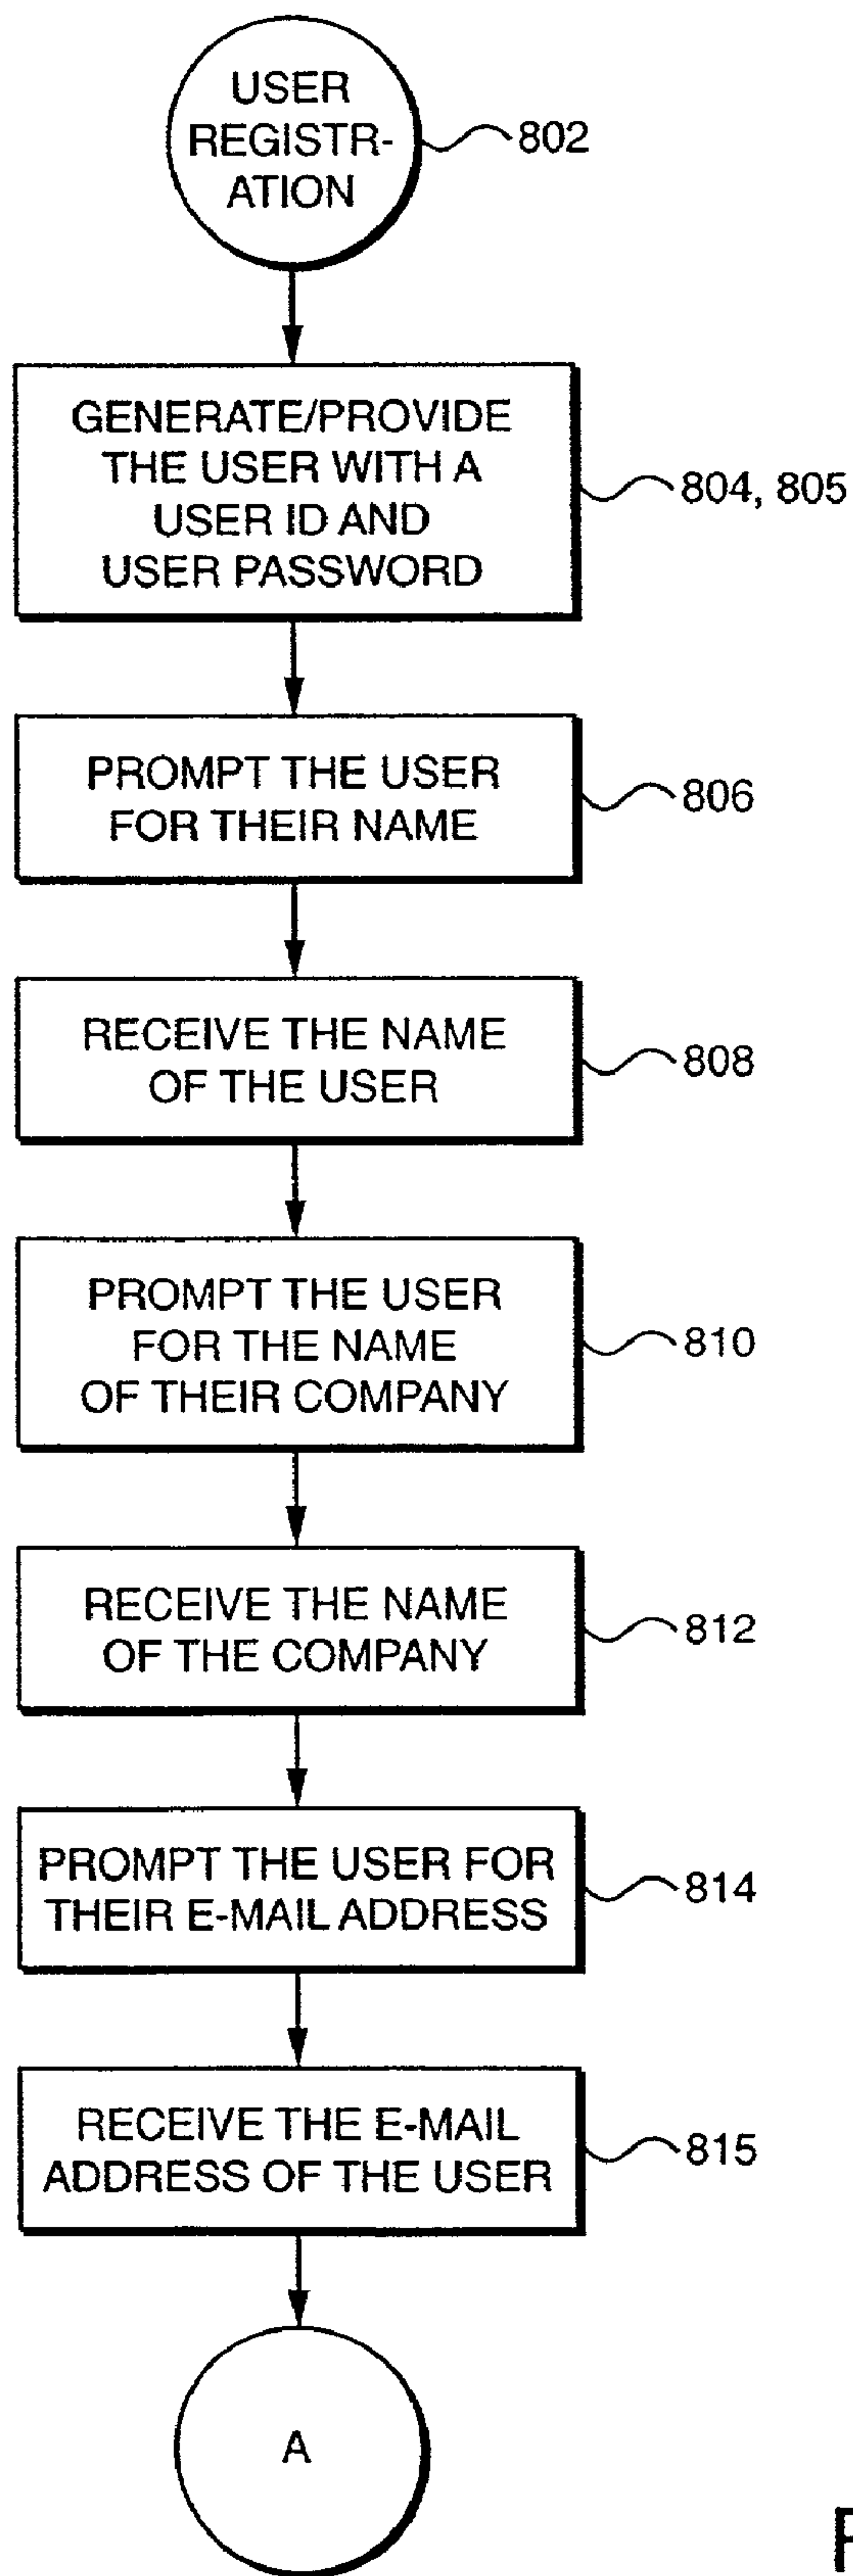 USER
REGISTR-
ATION
802
GENERATE/PROVIDE
THE USER WITH A
USER ID AND
USER PASSWORD
804, 805
PROMPT THE USER
FOR THEIR NAME
806
RECEIVE THE NAME
OF THE USER
808
PROMPT THE USER
FOR THE NAME
OF THEIR COMPANY
810
RECEIVE THE NAME
OF THE COMPANY
812
PROMPT THE USER FOR
THEIR E-MAIL ADDRESS
814
RECEIVE THE E-MAIL
ADDRESS OF THE USER
815
A